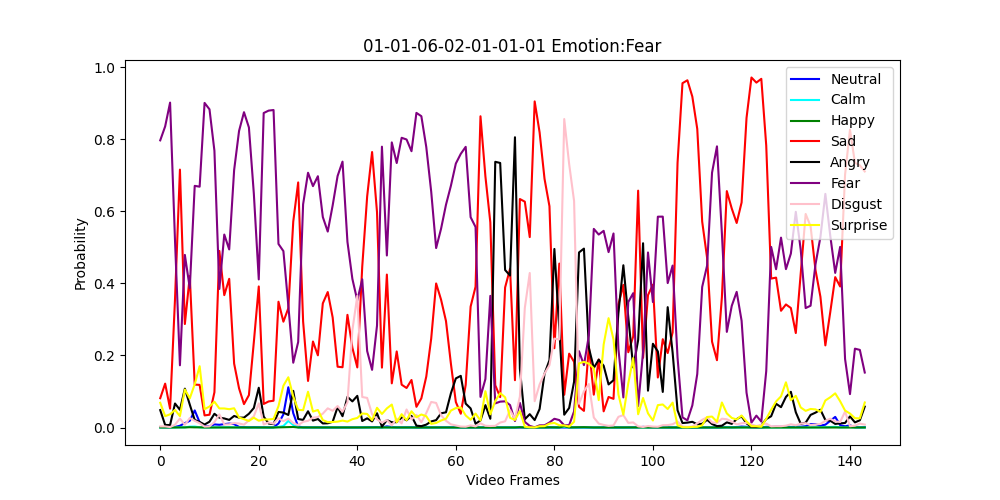 01-01-06-02-01-01-01 Emotion:Fear
1.0
0.8
0.6
0.4
0.2
0.0
Probability
0 20 40 60 80 100 120 140
Video Frames
Neutral
Calm
Happy
Sad
Angry
Fear
Disgust
Surprise